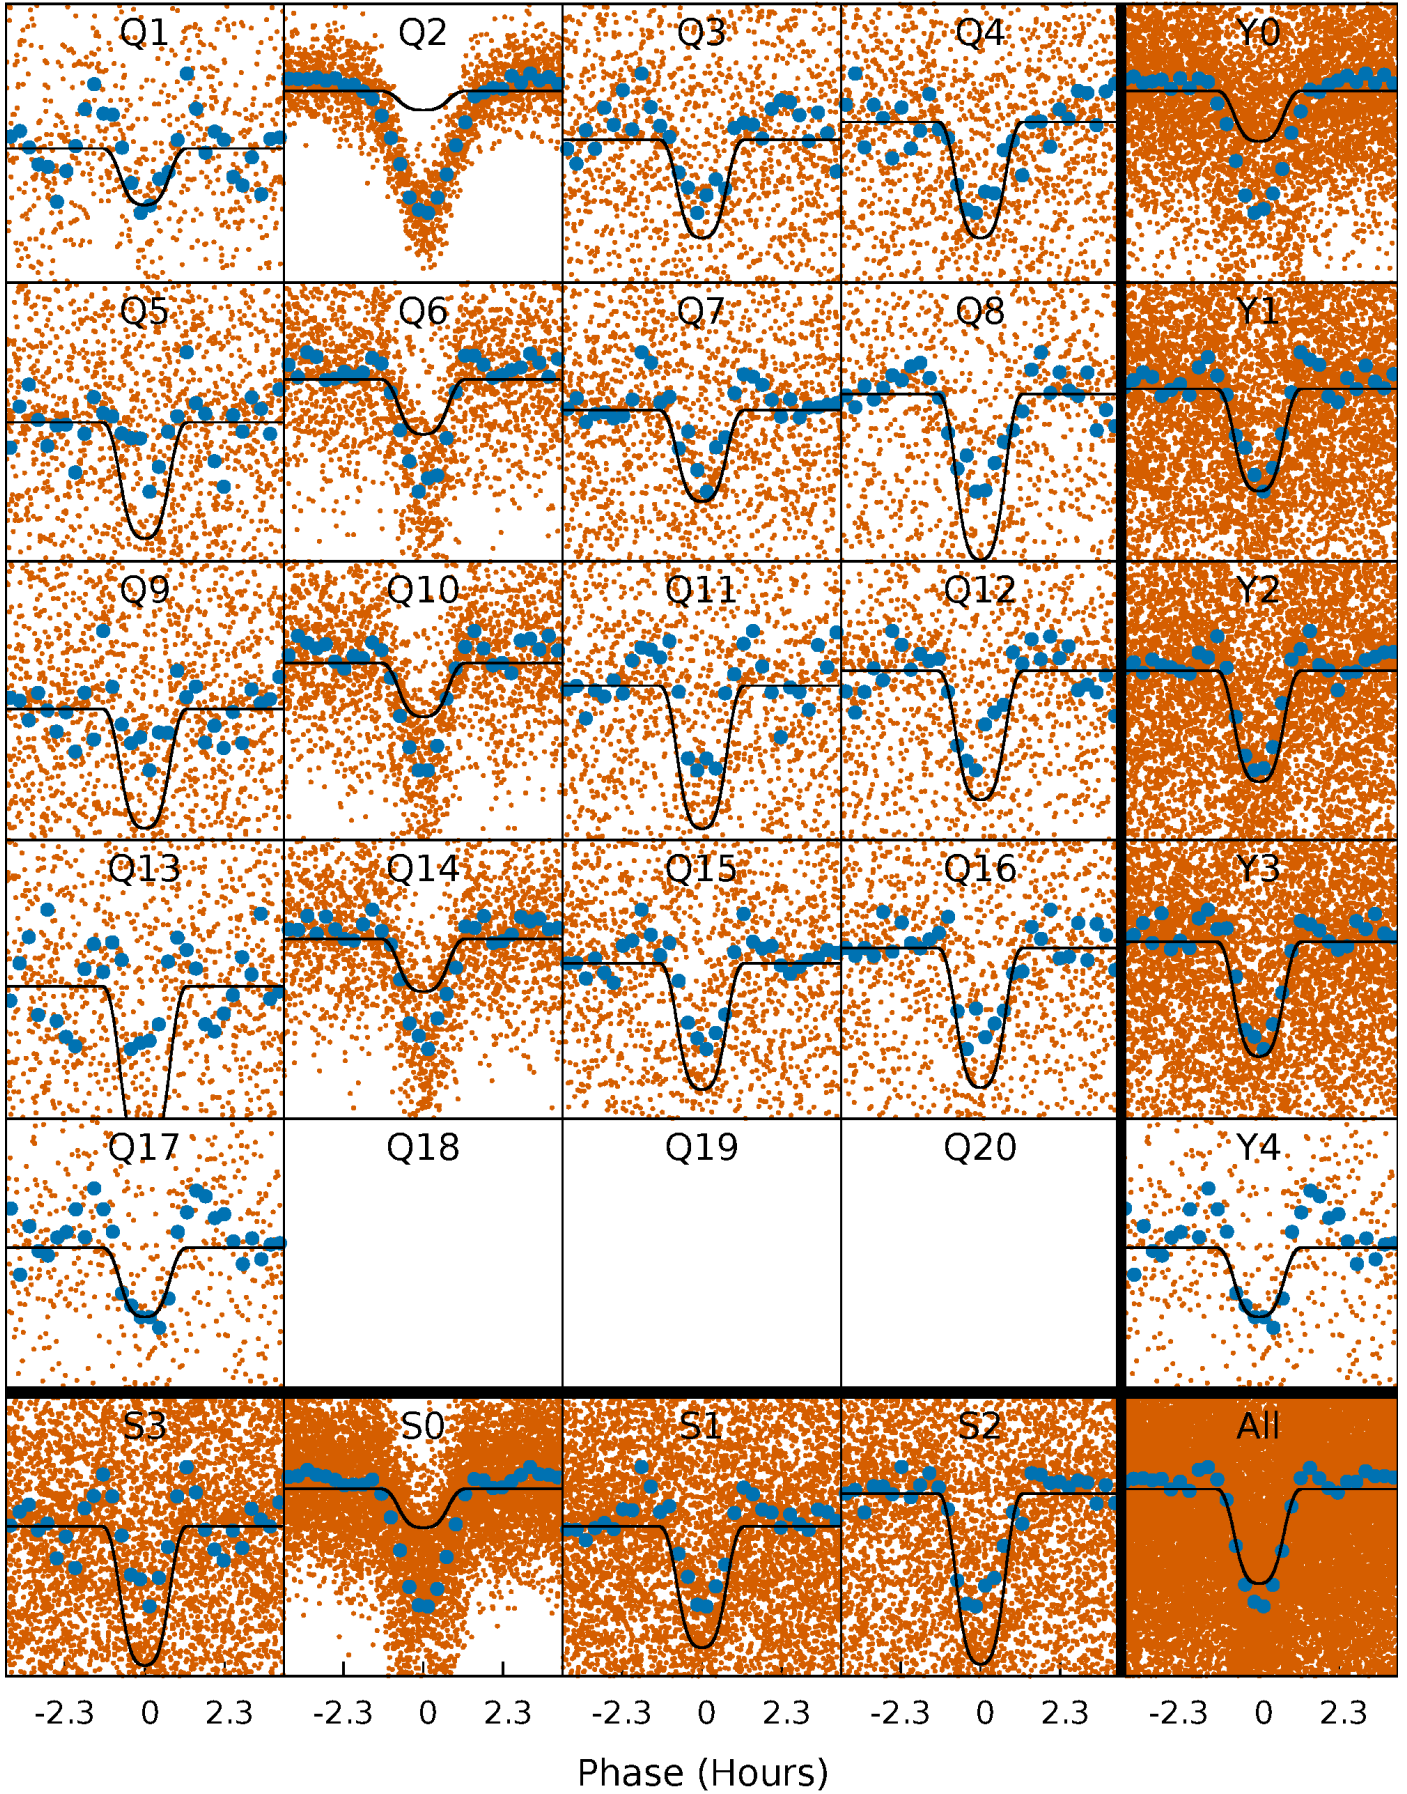 Q1 Q2 Q3 Q4 Y0
Q5 Q6 Q7 Q8 Y1
Q9 Q10 Q11 Q12 Y2
Q13 Q14 Q15 Q16 Y3
Q17 Q18 Q19 Q20 Y4
S3 S0 S1 S2 All
-2.3 0 2.3 -2.3 0 2.3 -2.3 0 2.3 -2.3 0 2.3 -2.3 0 2.3
Phase (Hours)